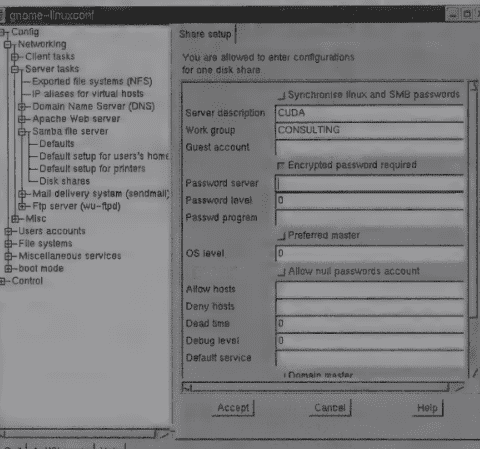 gnome-linuxconf
Config
Networking
Client tasks
Server tasks
Exported file systems (NFS)
IP aliases for virtual hosts
Domain Name Server (DNS)
Apache Web server
Samba file server
Defaults
Default setup for users's home
Default setup for printers
Disk shares
Mail delivery system (sendmail)
Ftp server (wu-ftpd)
Misc
Users accounts
File systems
Miscellaneous services
boot mode
Control
Share setup
You are allowed to enter configurations
for one disk share
Synchronise linux and SMB passwords
Server description CUDA
Work group CONSULTING
Guest account
Encrypted password required
Password server
Password level 0
Passwd program
Preferred master
OS level 0
Allow null passwords account
Allow hosts
Deny hosts
Dead time 0
Debug level 0
Default service
Domain master
Accept Cancel Help